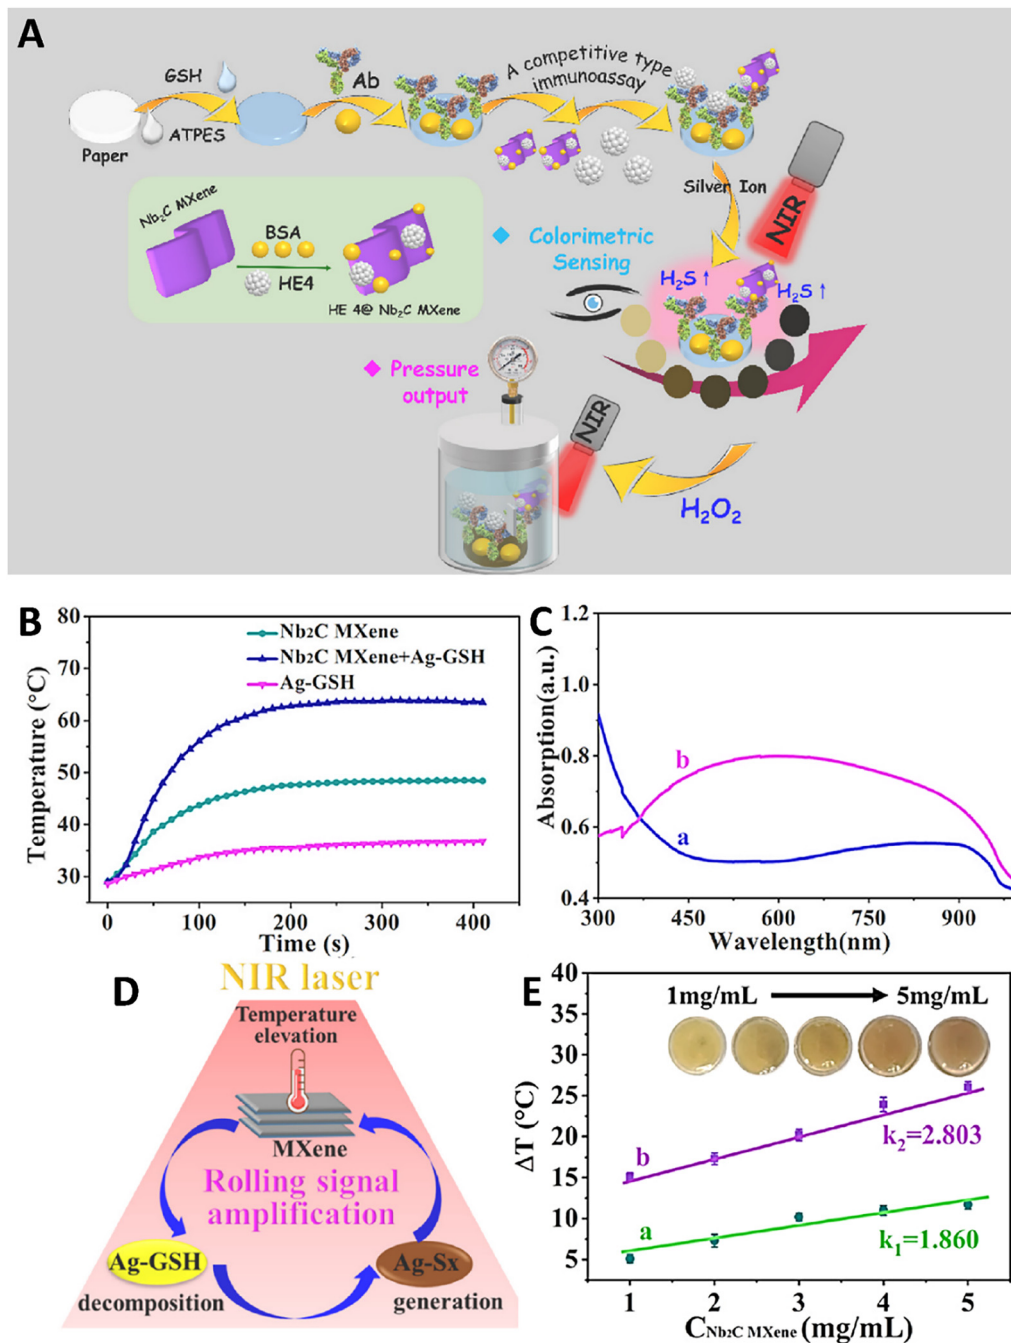 A
GSH
ATPES
Paper
Ab
A competitive type
immunoassay
Silver Ion
NIR
Nb₂C MXene
BSA
HE4
HE 4@ Nb₂C MXene
◆ Colorimetric
Sensing
H₂S ↑
H₂S ↑
◆ Pressure
output
NIR
H₂O₂
B
80
70
60
50
40
30
Temperature (°C)
Nb₂C MXene
Nb₂C MXene+Ag-GSH
Ag-GSH
0 100 200 300 400
Time (s)
C
1.2
1.0
0.8
0.6
0.4
Absorption(a.u.)
b
a
300 450 600 750 900
Wavelength(nm)
D
NIR laser
Temperature
elevation
MXene
Rolling signal
amplification
Ag-GSH
decomposition
Ag-Sx
generation
E
40
35
30
25
20
15
10
5
ΔT (°C)
1mg/mL
5mg/mL
b
k₂=2.803
a
k₁=1.860
1 2 3 4 5
C Nb₂C MXene (mg/mL)